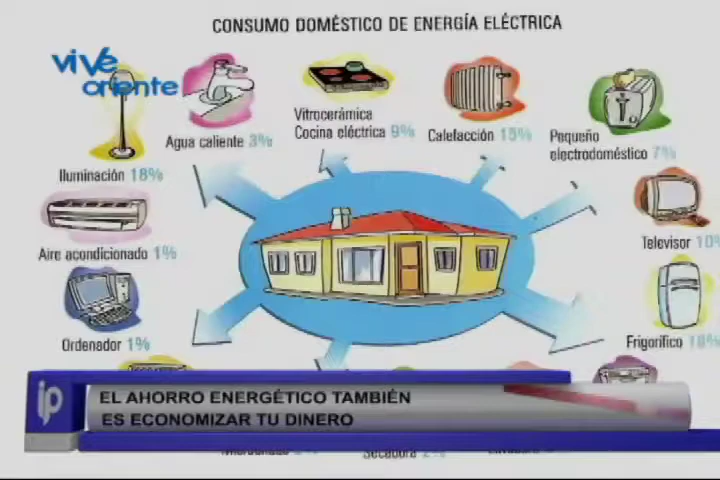 CONSUMO DOMÉSTICO DE ENERGÍA ELÉCTRICA
vive
oriente
Iluminación 18%
Agua caliente 3%
Vitrocerámica
Cocina eléctrica 9%
Calefacción 15%
Pequeño
electrodoméstico 7%
Aire acondicionado 1%
Televisor 10%
Ordenador 1%
Frigorífico 18%
ip
EL AHORRO ENERGÉTICO TAMBIÉN
ES ECONOMIZAR TU DINERO
Secadora 2%